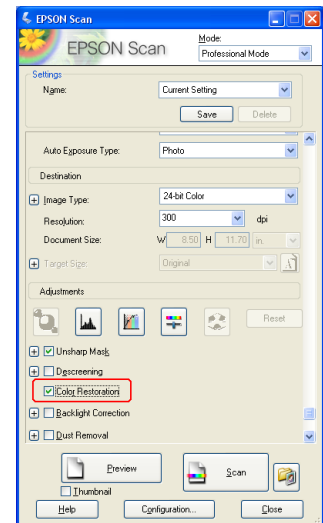 EPSON Scan
EPSON Scan
Mode:
Professional Mode
Settings
Name:
Current Setting
Save
Delete
Auto Exposure Type:
Photo
Destination
Image Type:
24-bit Color
Resolution:
300
dpi
Document Size:
W 8.50 H 11.70 in.
Target Size:
Original
Adjustments
Reset
Unsharp Mask
Descreening
Color Restoration
Backlight Correction
Dust Removal
Preview
Scan
Thumbnail
Help
Configuration...
Close